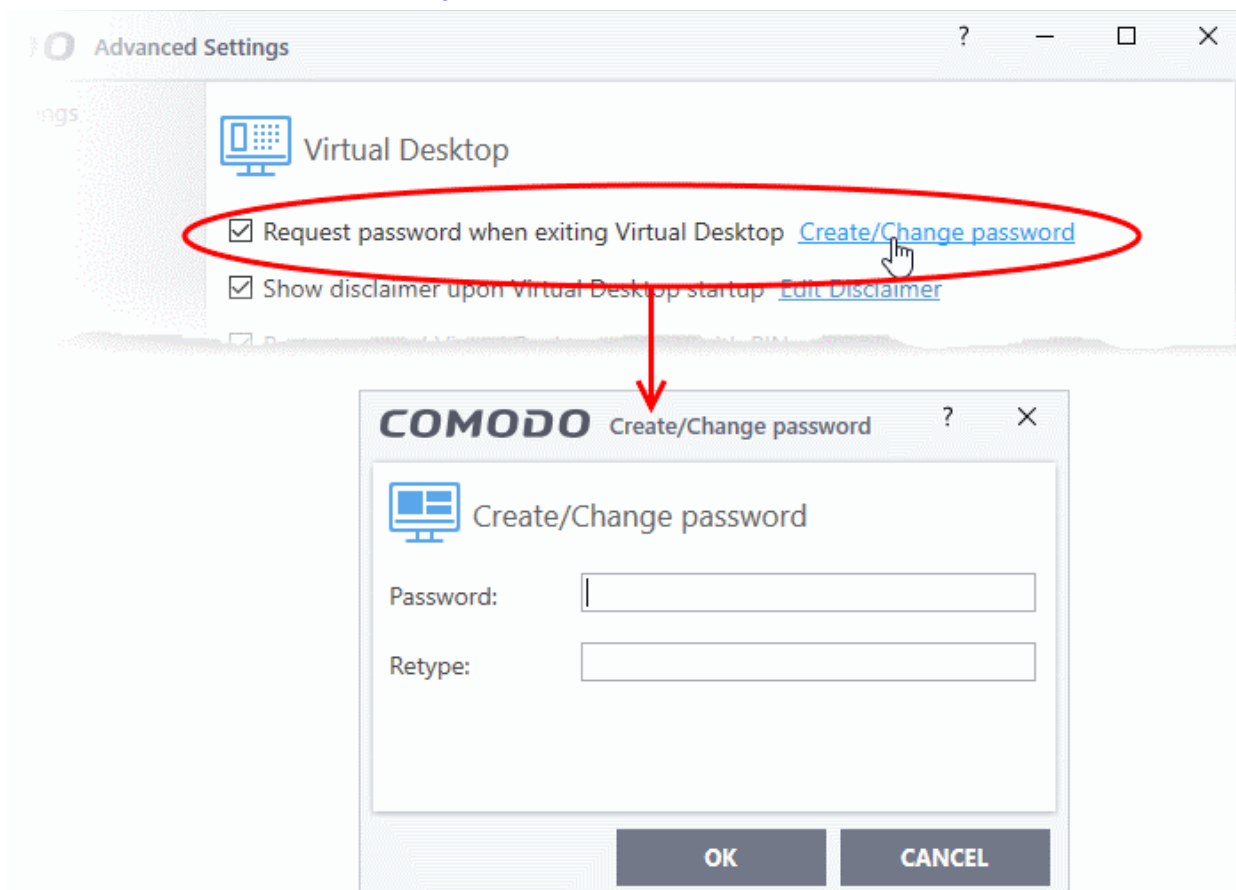 O Advanced Settings ?
ings
Virtual Desktop
Request password when exiting Virtual Desktop Create/Change password
Show disclaimer upon Virtual Desktop startup Edit Disclaimer
COMODO Create/Change password ?
Create/Change password
Password:
Retype:
OK CANCEL